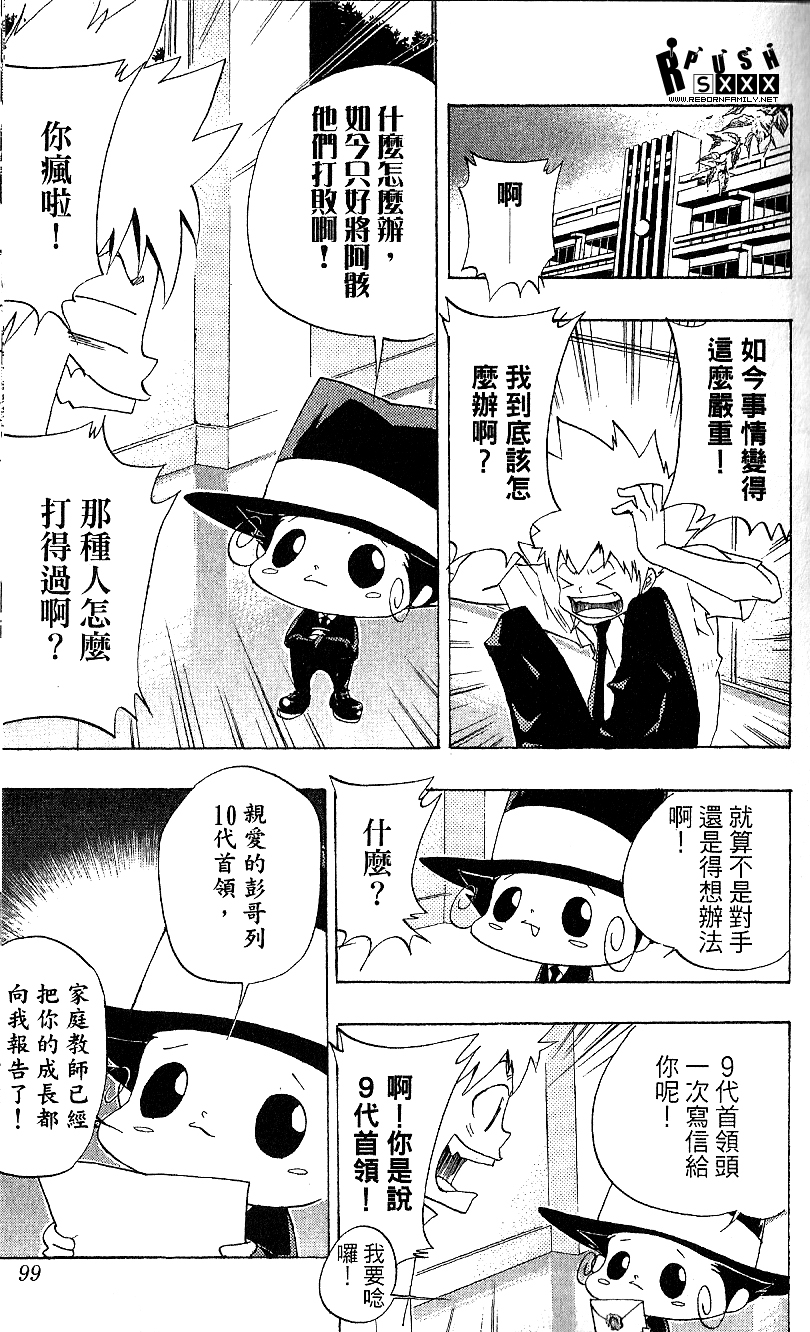 RPUSH
SXXX
WWW.REBORNFAMILY.NET
啊
如今事情變得
這麼嚴重！
我到底該怎
麼辦啊？
什麼怎麼辦，
如今只好將阿骸
他們打敗啊！
你瘋啦！
那種人怎麼
打得過啊？
就算不是對手
還是得想辦法
啊！
什麼？
9代首領頭
一次寫信給
你呢！
啊！你是說
9代首領！
我要唸
囉！
親愛的彭哥列
10代首領，
家庭教師已經
把你的成長都
向我報告了！
99